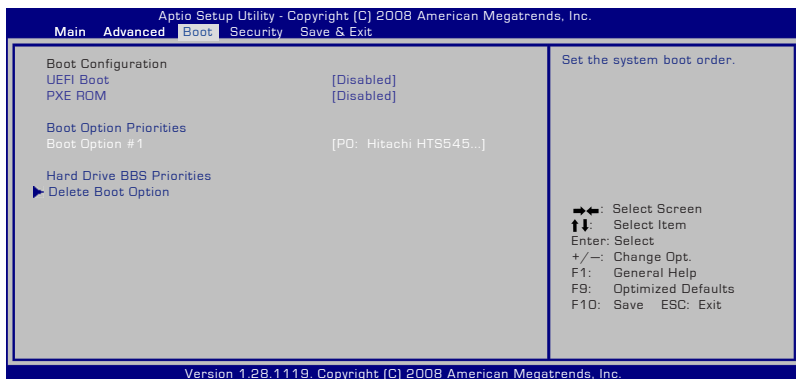 Aptio Setup Utility - Copyright (C) 2008 American Megatrends, Inc.
Main Advanced Boot Security Save & Exit
Boot Configuration
UEFI Boot [Disabled]
PXE ROM [Disabled]
Boot Option Priorities
Boot Option #1 [P0: Hitachi HTS545...]
Hard Drive BBS Priorities
Delete Boot Option
Set the system boot order.
→←: Select Screen
↑↓: Select Item
Enter: Select
+/—: Change Opt.
F1: General Help
F9: Optimized Defaults
F10: Save ESC: Exit
Version 1.28.1119. Copyright (C) 2008 American Megatrends, Inc.